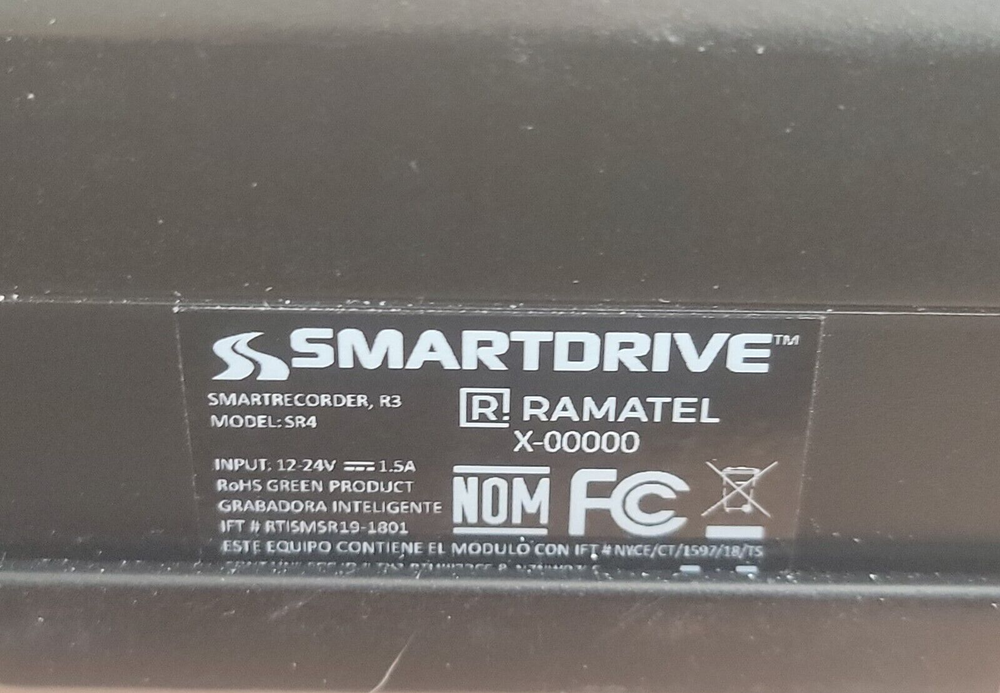 SMARTDRIVE™
SMARTRECORDER, R3
MODEL: SR4
R! RAMATEL
X-00000
INPUT: 12-24V ⎓ 1.5A
RoHS GREEN PRODUCT
GRABADORA INTELIGENTE
IFT # RTISMSR19-1801
NOM FC
ESTE EQUIPO CONTIENE EL MODULO CON IFT # NYCE/CT/1597/18/TS